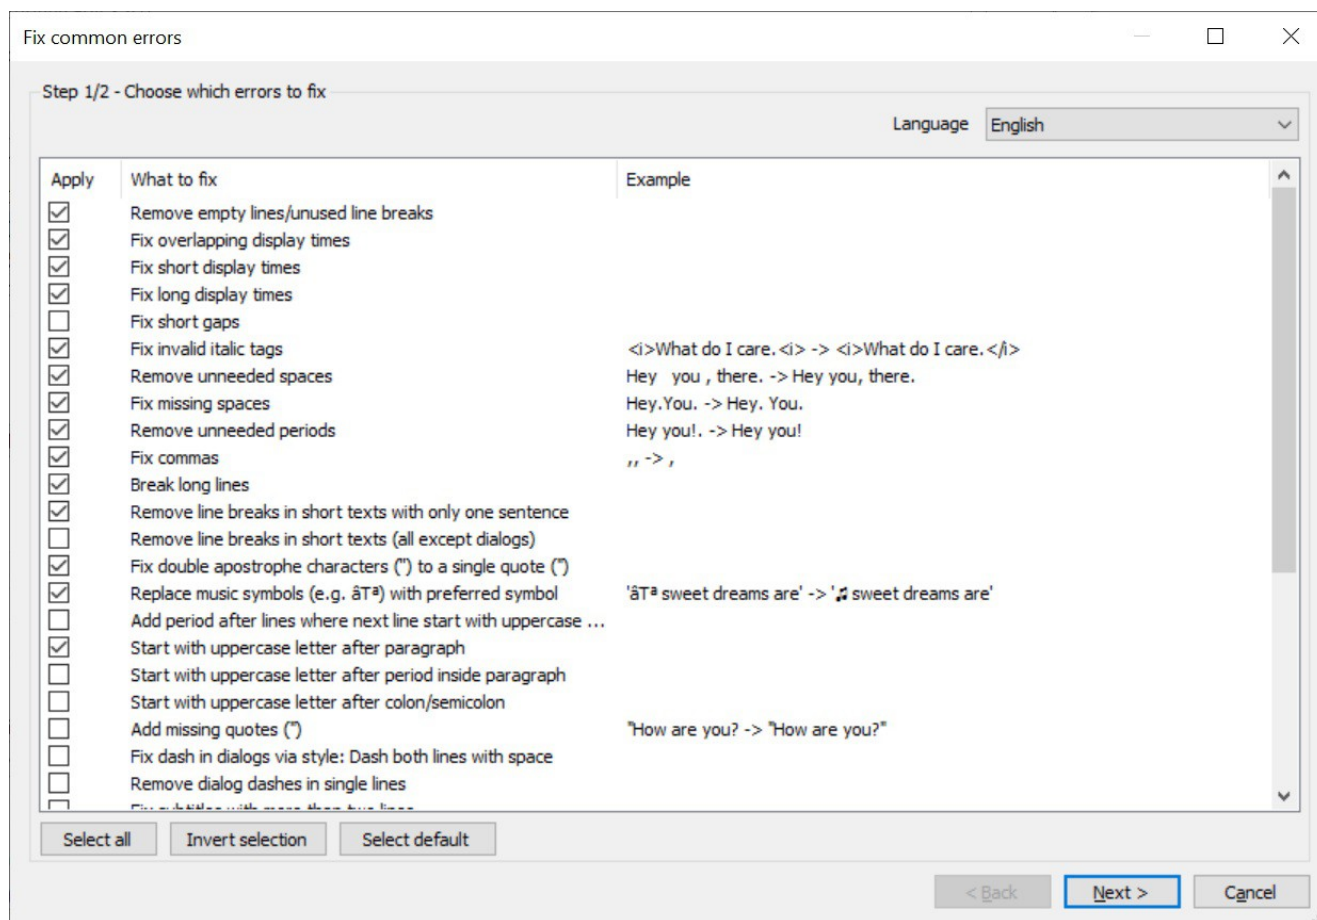 Fix common errors
Step 1/2 - Choose which errors to fix
Language English
Apply What to fix Example
Remove empty lines/unused line breaks
Fix overlapping display times
Fix short display times
Fix long display times
Fix short gaps
Fix invalid italic tags <i>What do I care.<i> -> <i>What do I care.</i>
Remove unneeded spaces Hey   you , there. -> Hey you, there.
Fix missing spaces Hey.You. -> Hey. You.
Remove unneeded periods Hey you!. -> Hey you!
Fix commas ,, -> ,
Break long lines
Remove line breaks in short texts with only one sentence
Remove line breaks in short texts (all except dialogs)
Fix double apostrophe characters ('') to a single quote (")
Replace music symbols (e.g. âTª) with preferred symbol 'âTª sweet dreams are' -> '♫ sweet dreams are'
Add period after lines where next line start with uppercase ...
Start with uppercase letter after paragraph
Start with uppercase letter after period inside paragraph
Start with uppercase letter after colon/semicolon
Add missing quotes (") "How are you? -> "How are you?"
Fix dash in dialogs via style: Dash both lines with space
Remove dialog dashes in single lines
Fix subtitles with more than two lines
Select all Invert selection Select default
< Back Next > Cancel